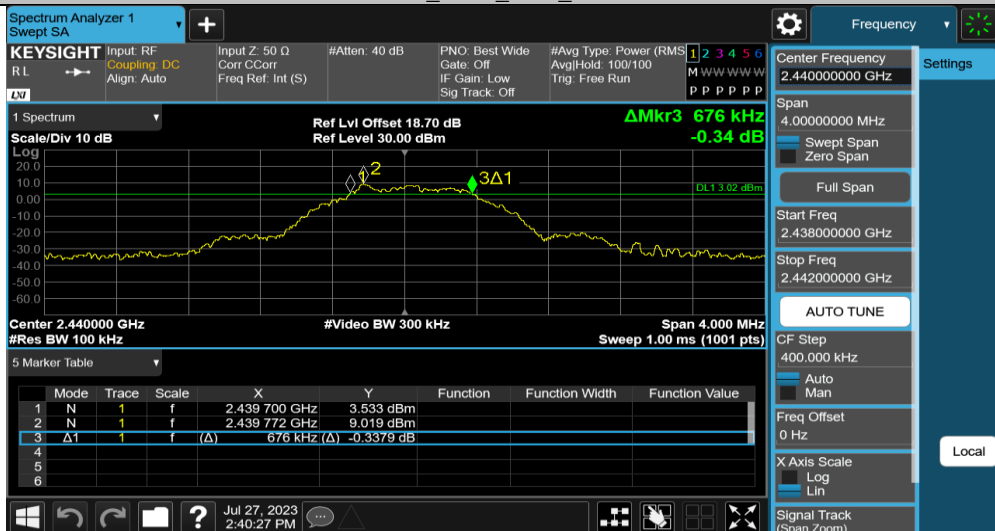 Spectrum Analyzer 1
Swept SA
+
Frequency
KEYSIGHT
RL
LXI
Input: RF
Coupling: DC
Align: Auto
Input Z: 50 Ω
Corr CCorr
Freq Ref: Int (S)
#Atten: 40 dB
PNO: Best Wide
Gate: Off
IF Gain: Low
Sig Track: Off
#Avg Type: Power (RMS
Avg|Hold: 100/100
Trig: Free Run
1 2 3 4 5 6
M W W W W W
P P P P P P
1 Spectrum
Scale/Div 10 dB
Ref Lvl Offset 18.70 dB
Ref Level 30.00 dBm
ΔMkr3 676 kHz
-0.34 dB
Log
20.0
10.0
0.00
-10.0
-20.0
-30.0
-40.0
-50.0
-60.0
1
2
3Δ1
DL1 3.02 dBm
Center 2.440000 GHz
#Video BW 300 kHz
Span 4.000 MHz
#Res BW 100 kHz
Sweep 1.00 ms (1001 pts)
5 Marker Table
Mode Trace Scale X Y Function Function Width Function Value
1 N 1 f 2.439 700 GHz 3.533 dBm
2 N 1 f 2.439 772 GHz 9.019 dBm
3 Δ1 1 f (Δ) 676 kHz (Δ) -0.3379 dB
4
5
6
?
Jul 27, 2023
2:40:27 PM
Center Frequency
2.440000000 GHz
Span
4.00000000 MHz
Swept Span
Zero Span
Full Span
Start Freq
2.438000000 GHz
Stop Freq
2.442000000 GHz
AUTO TUNE
CF Step
400.000 kHz
Auto
Man
Freq Offset
0 Hz
X Axis Scale
Log
Lin
Signal Track
(Span Zoom)
Settings
Local